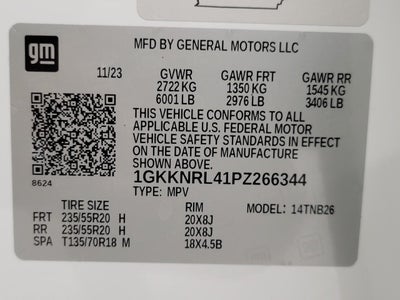 gm
MFD BY GENERAL MOTORS LLC
11/23 GVWR GAWR FRT GAWR RR
2722 KG 1350 KG 1545 KG
6001 LB 2976 LB 3406 LB
THIS VEHICLE CONFORMS TO ALL
APPLICABLE U.S. FEDERAL MOTOR
VEHICLE SAFETY STANDARDS IN EFFECT
ON THE DATE OF MANUFACTURE
SHOWN ABOVE.
8624 1GKKNRL41PZ266344
TYPE: MPV MODEL: 14TNB26
TIRE SIZE RIM
FRT 235/55R20 H 20X8J
RR 235/55R20 H 20X8J
SPA T135/70R18 M 18X4.5B